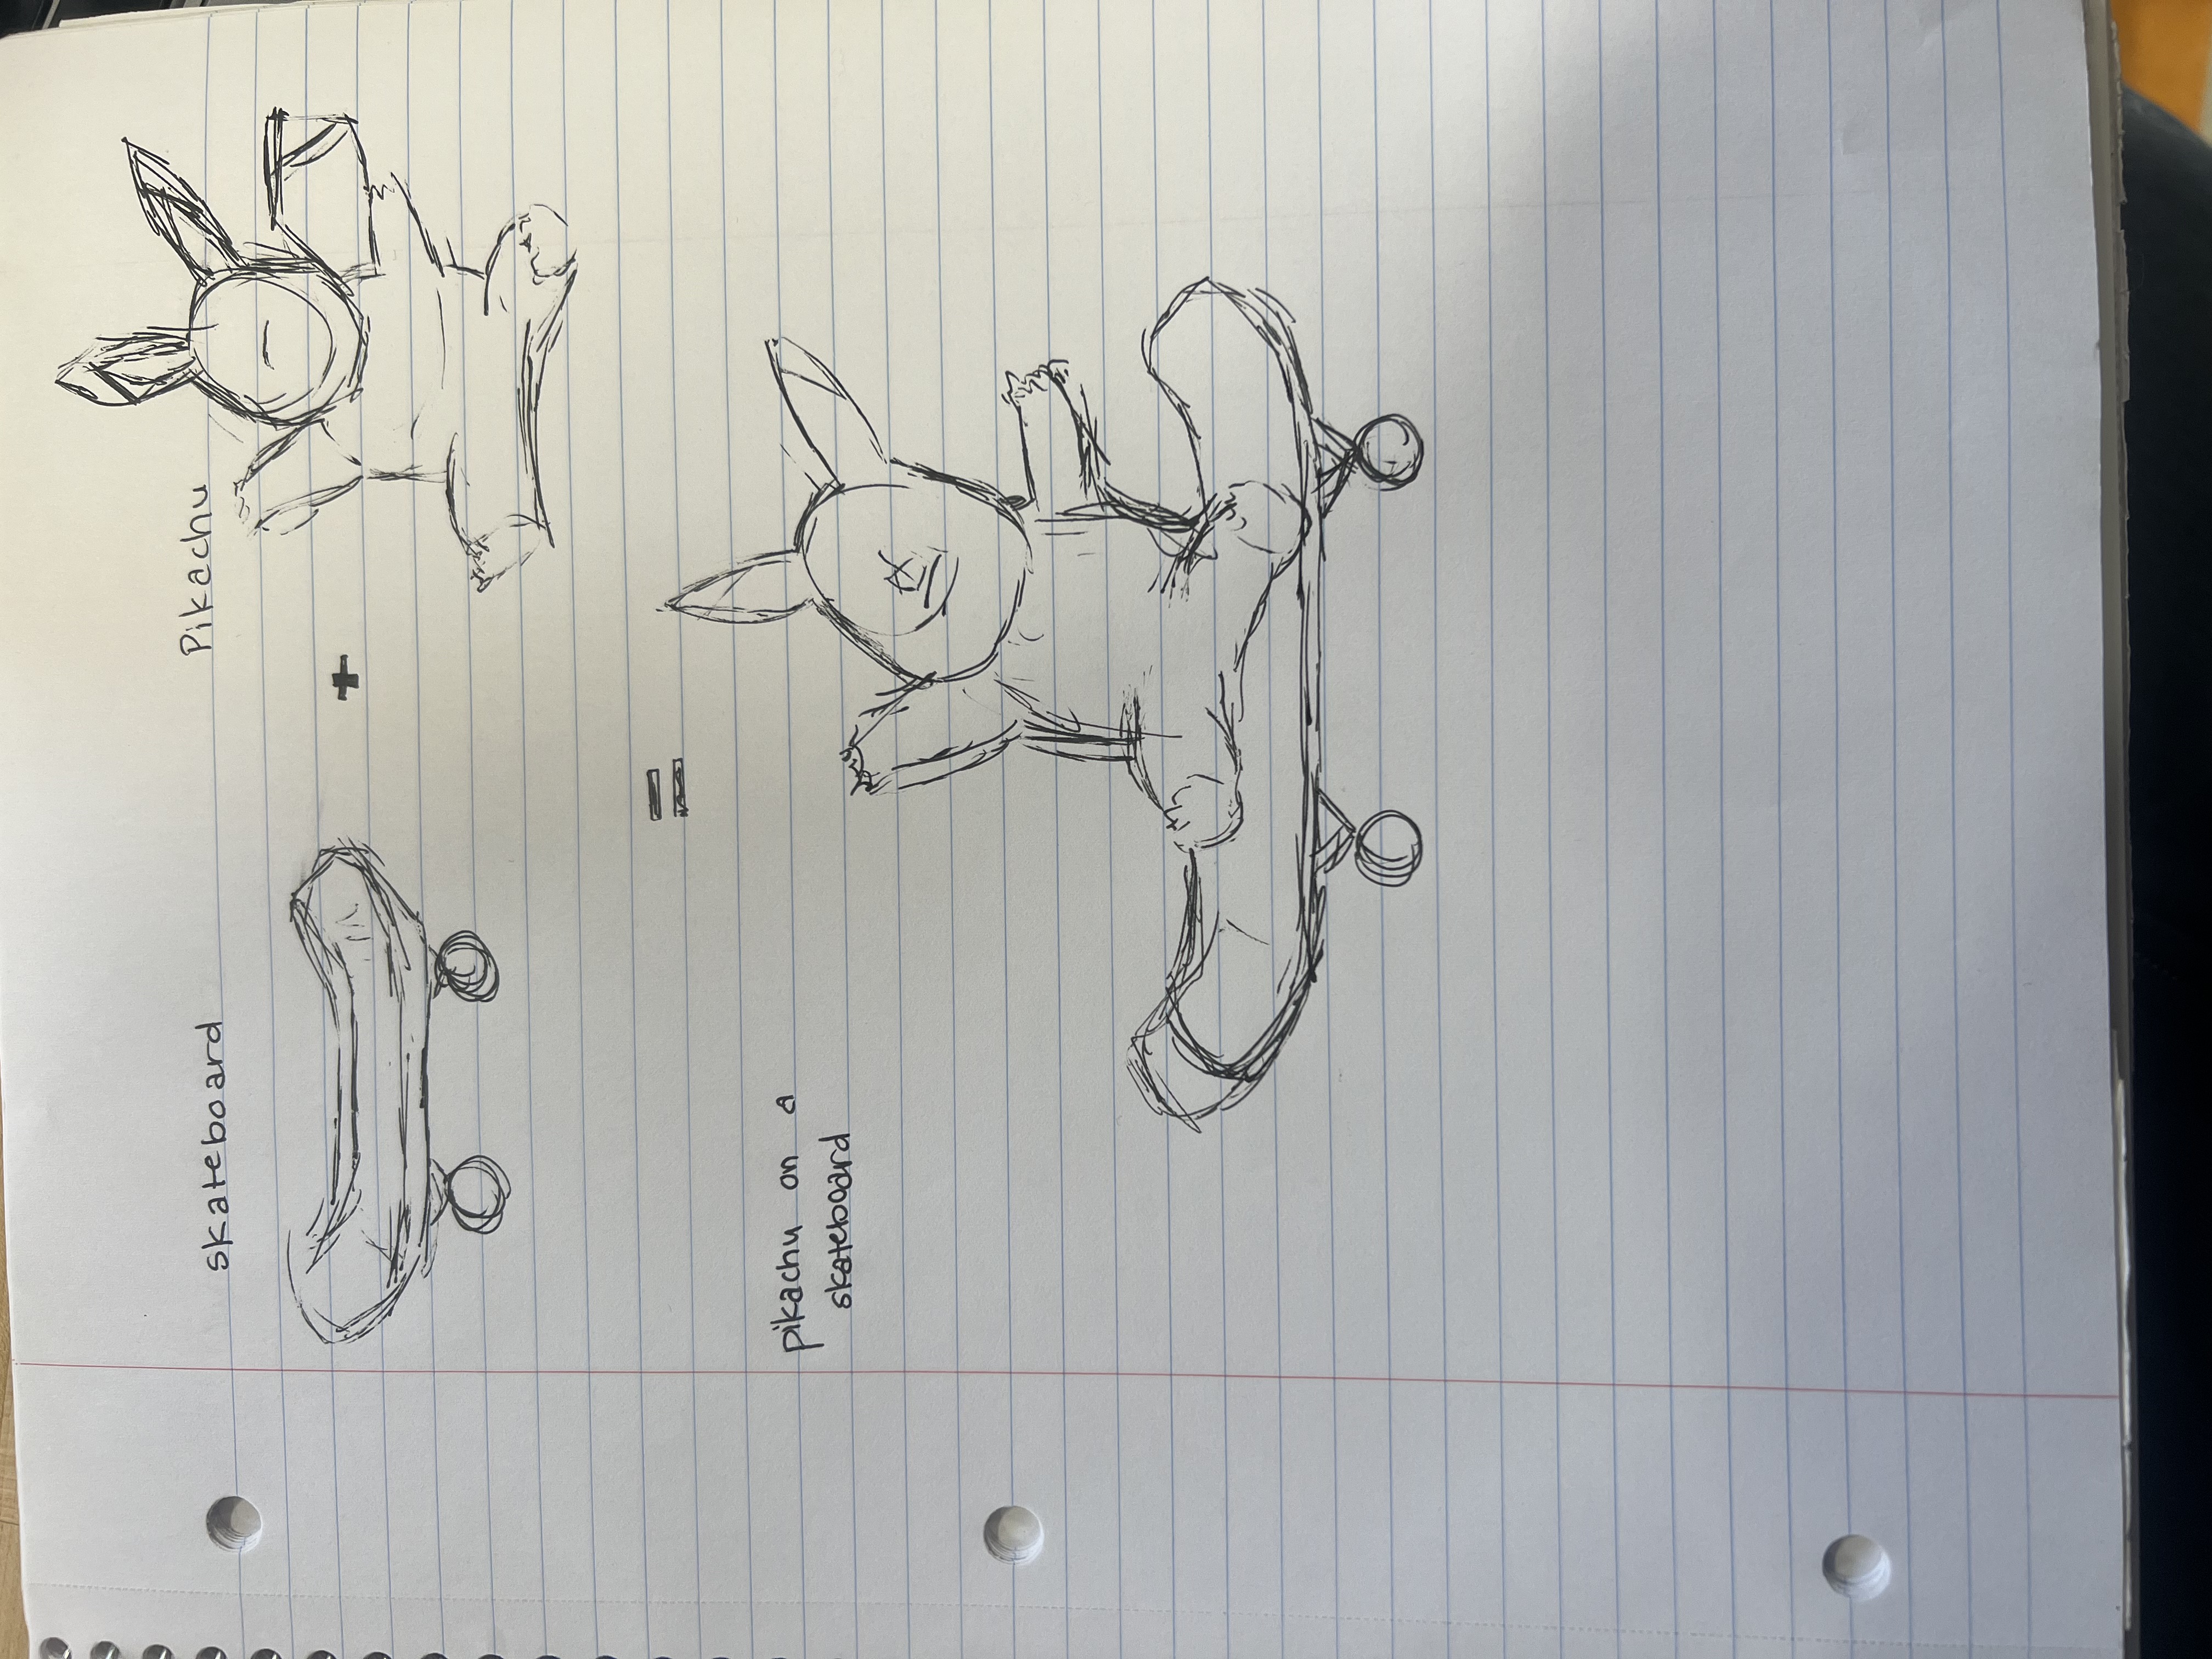 skateboard
Pikachu
+
=
pikachu on a
skateboard